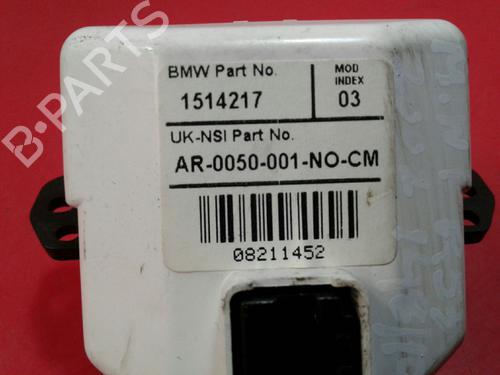 BMW Part No.
MOD
INDEX
1514217
03
UK-NSI Part No.
AR-0050-001-NO-CM
08211452
B-PARTS